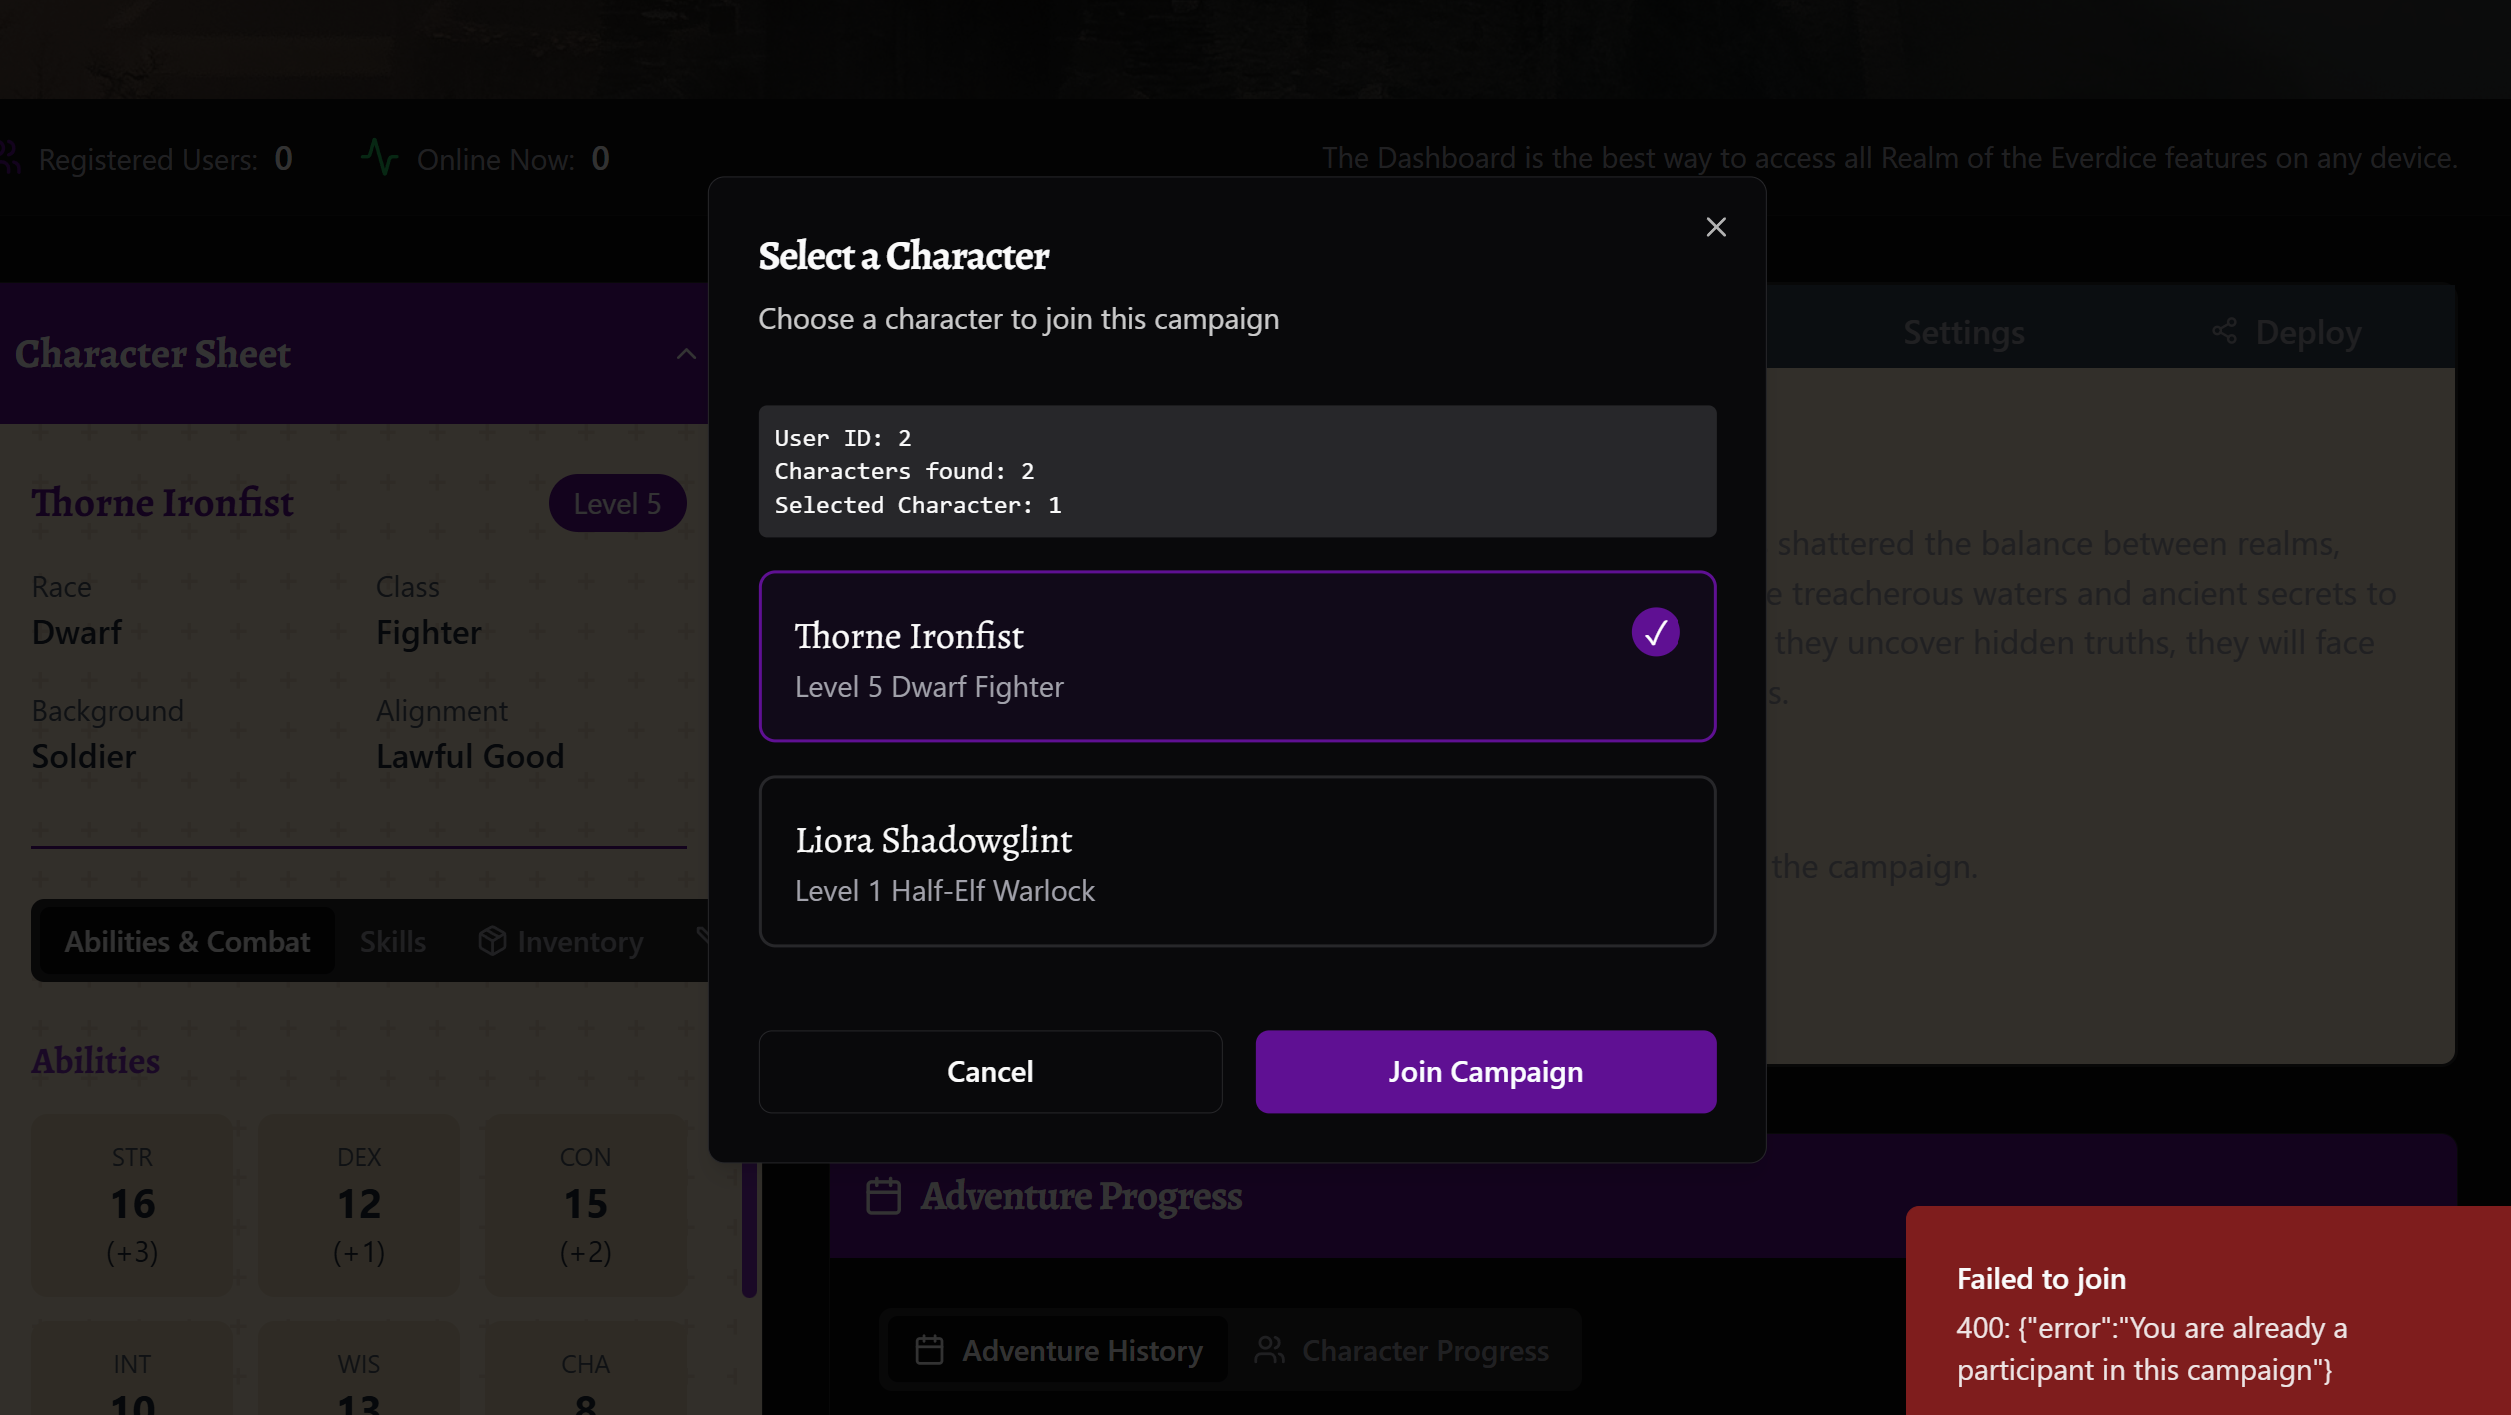 Registered Users: 0
Online Now: 0
The Dashboard is the best way to access all Realm of the Everdice features on any device.
Character Sheet
Settings
Deploy
Thorne Ironfist
Level 5
Race
Class
Dwarf
Fighter
Background
Alignment
Soldier
Lawful Good
Abilities & Combat
Skills
Inventory
Abilities
STR
DEX
CON
16
12
15
(+3)
(+1)
(+2)
INT
WIS
CHA
10
13
8
Select a Character
Choose a character to join this campaign
User ID: 2
Characters found: 2
Selected Character: 1
Thorne Ironfist
Level 5 Dwarf Fighter
Liora Shadowglint
Level 1 Half-Elf Warlock
Cancel
Join Campaign
shattered the balance between realms,
treacherous waters and ancient secrets to
they uncover hidden truths, they will face
the campaign.
Adventure Progress
Adventure History
Character Progress
Failed to join
400: {"error":"You are already a
participant in this campaign"}